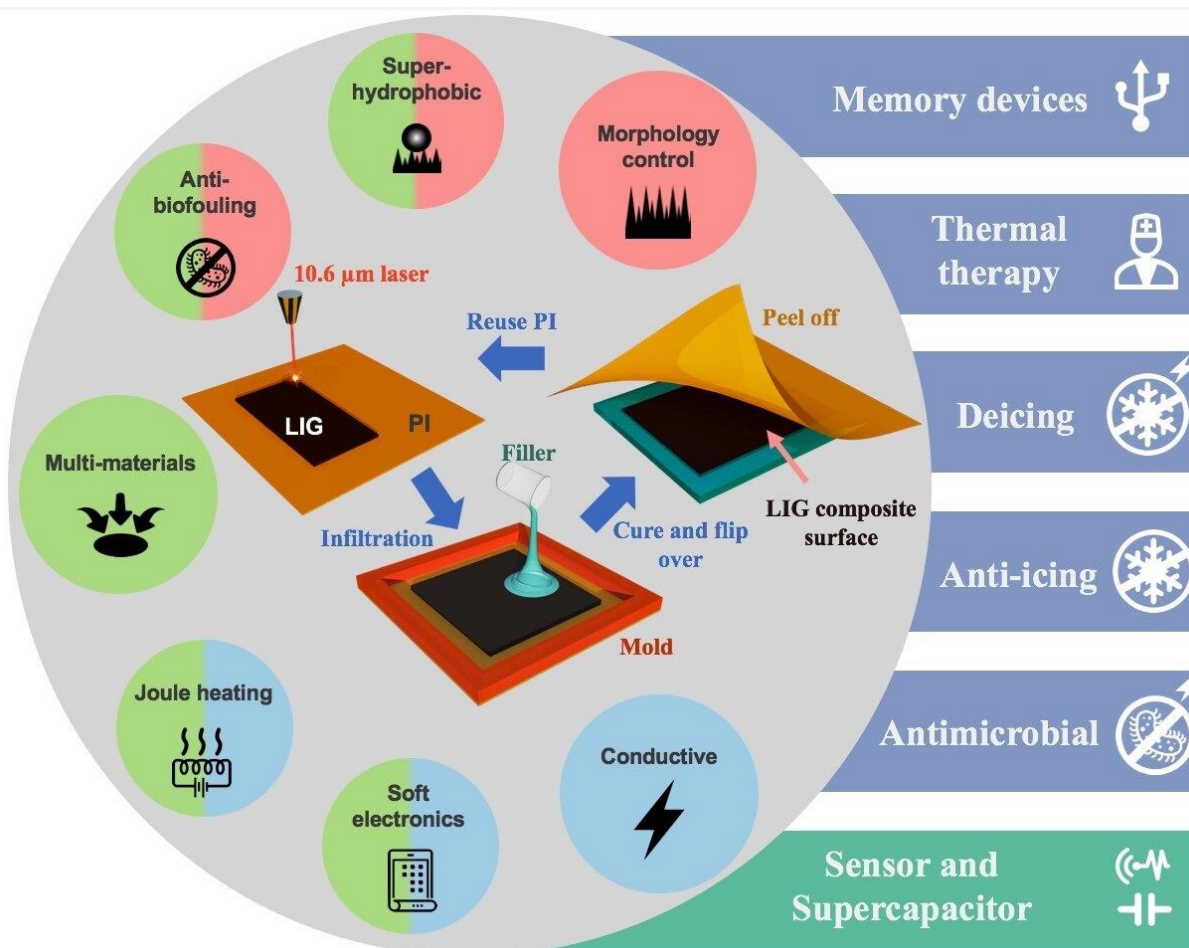 Super-
hydrophobic
Morphology
control
Memory devices
Anti-
biofouling
10.6 µm laser
Thermal
therapy
Reuse PI
Peel off
LIG
PI
Deicing
Multi-materials
Filler
Infiltration
Cure and flip
over
LIG composite
surface
Anti-icing
Mold
Joule heating
Conductive
Antimicrobial
Soft
electronics
Sensor and
Supercapacitor